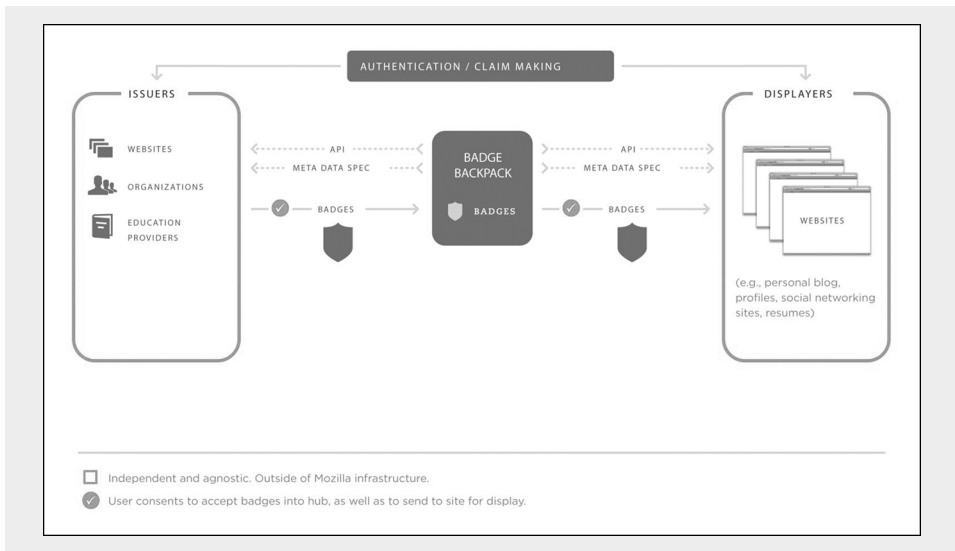 AUTHENTICATION / CLAIM MAKING
ISSUERS
WEBSITES
ORGANIZATIONS
EDUCATION
PROVIDERS
API
META DATA SPEC
BADGES
BADGE
BACKPACK
BADGES
API
META DATA SPEC
BADGES
DISPLAYERS
WEBSITES
(e.g., personal blog,
profiles, social networking
sites, resumes)
Independent and agnostic. Outside of Mozilla infrastructure.
User consents to accept badges into hub, as well as to send to site for display.